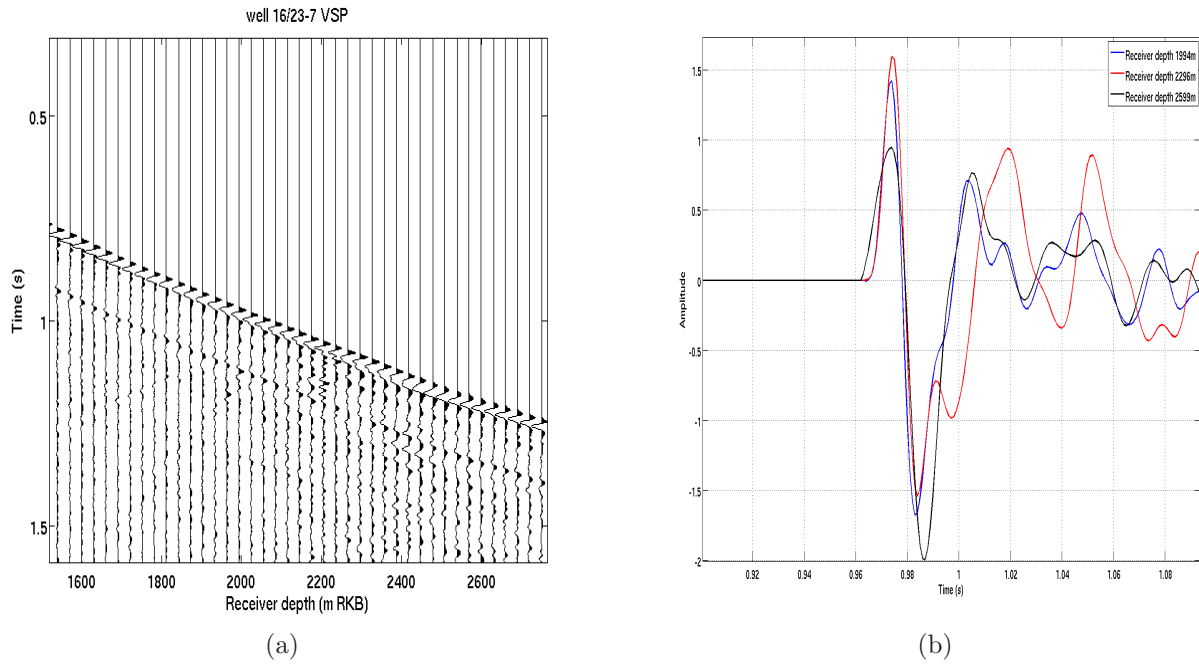 well 16/23-7 VSP
Time (s)
0.5
1
1.5
1600 1800 2000 2200 2400 2600
Receiver depth (m RKB)
(a)
Receiver depth 1994m
Receiver depth 2296m
Receiver depth 2599m
Amplitude
1.5
1
0.5
0
-0.5
-1
-1.5
-2
0.92 0.94 0.96 0.98 1 1.02 1.04 1.06 1.08
Time (s)
(b)